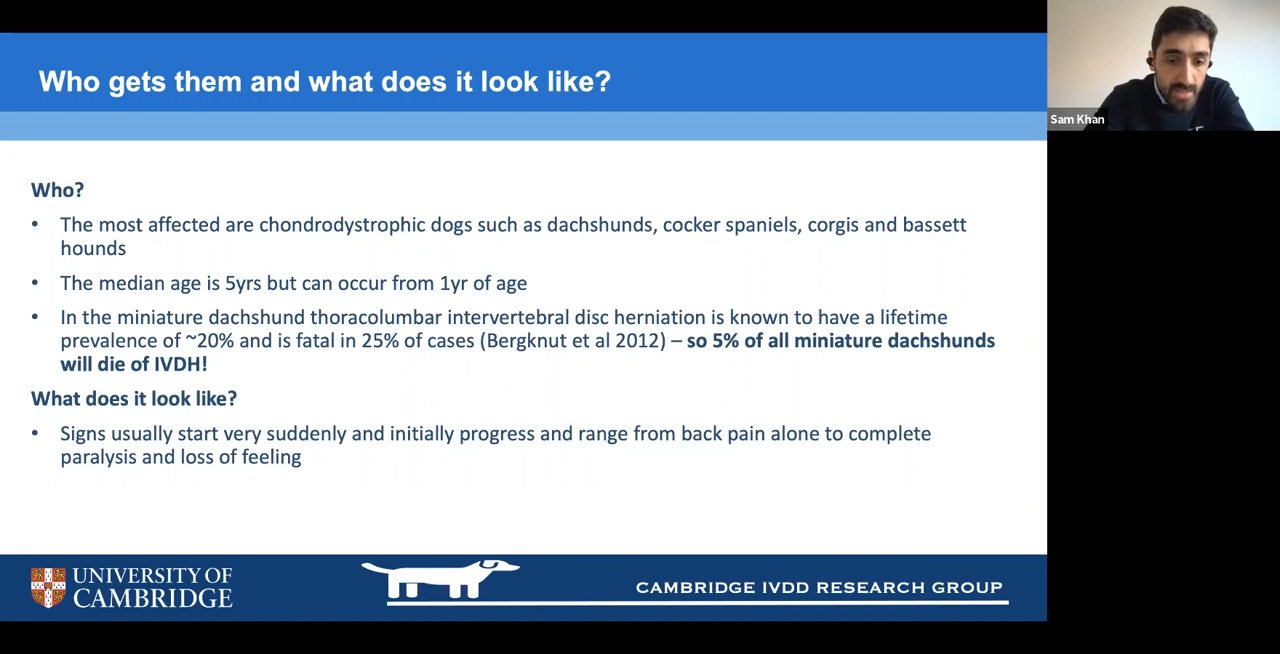 Who gets them and what does it look like?
Sam Khan
Who?
• The most affected are chondrodystrophic dogs such as dachshunds, cocker spaniels, corgis and bassett
hounds
• The median age is 5yrs but can occur from 1yr of age
• In the miniature dachshund thoracolumbar intervertebral disc herniation is known to have a lifetime
prevalence of ~20% and is fatal in 25% of cases (Bergknut et al 2012) – so 5% of all miniature dachshunds
will die of IVDH!
What does it look like?
• Signs usually start very suddenly and initially progress and range from back pain alone to complete
paralysis and loss of feeling
UNIVERSITY OF
CAMBRIDGE
CAMBRIDGE IVDD RESEARCH GROUP